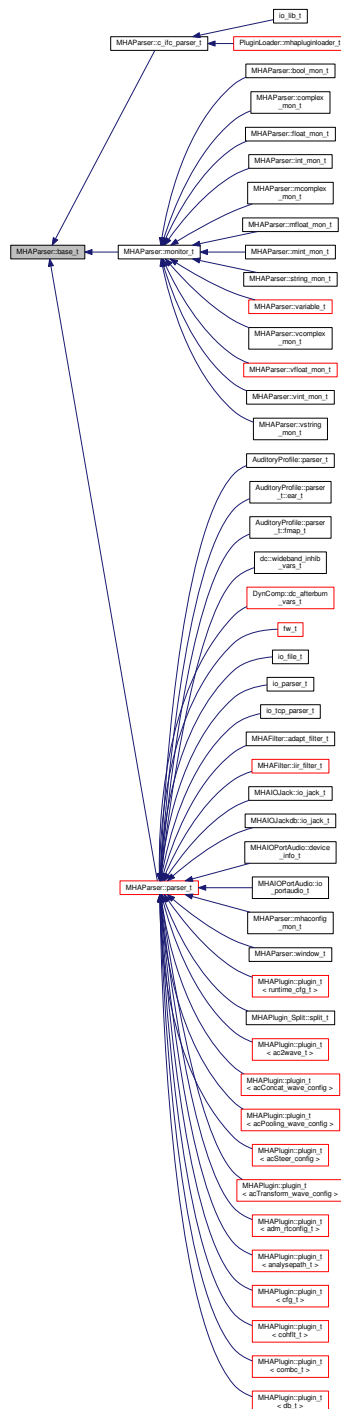 io_lib_t
MHAParser::c_ifc_parser_t
PluginLoader::mhapluginloader_t
MHAParser::bool_mon_t
MHAParser::complex
_mon_t
MHAParser::float_mon_t
MHAParser::int_mon_t
MHAParser::mcomplex
_mon_t
MHAParser::mfloat_mon_t
MHAParser::base_t
MHAParser::monitor_t
MHAParser::mint_mon_t
MHAParser::string_mon_t
MHAParser::variable_t
MHAParser::vcomplex
_mon_t
MHAParser::vfloat_mon_t
MHAParser::vint_mon_t
MHAParser::vstring
_mon_t
AuditoryProfile::parser_t
AuditoryProfile::parser
_t::ear_t
AuditoryProfile::parser
_t::fmap_t
dc::wideband_inhib
_vars_t
DynComp::dc_afterburn
_vars_t
fw_t
io_file_t
io_parser_t
io_tcp_parser_t
MHAFilter::adapt_filter_t
MHAFilter::iir_filter_t
MHAIOJack::io_jack_t
MHAIOJackdb::io_jack_t
MHAIOPortAudio::device
_info_t
MHAParser::parser_t
MHAIOPortAudio::io
_portaudio_t
MHAParser::mhaconfig
_mon_t
MHAParser::window_t
MHAPlugin::plugin_t
< runtime_cfg_t >
MHAPlugin_Split::split_t
MHAPlugin::plugin_t
< ac2wave_t >
MHAPlugin::plugin_t
< acConcat_wave_config >
MHAPlugin::plugin_t
< acPooling_wave_config >
MHAPlugin::plugin_t
< acSteer_config >
MHAPlugin::plugin_t
< acTransform_wave_config >
MHAPlugin::plugin_t
< adm_rtconfig_t >
MHAPlugin::plugin_t
< analysepath_t >
MHAPlugin::plugin_t
< cfg_t >
MHAPlugin::plugin_t
< cohflt_t >
MHAPlugin::plugin_t
< combc_t >
MHAPlugin::plugin_t
< db_t >